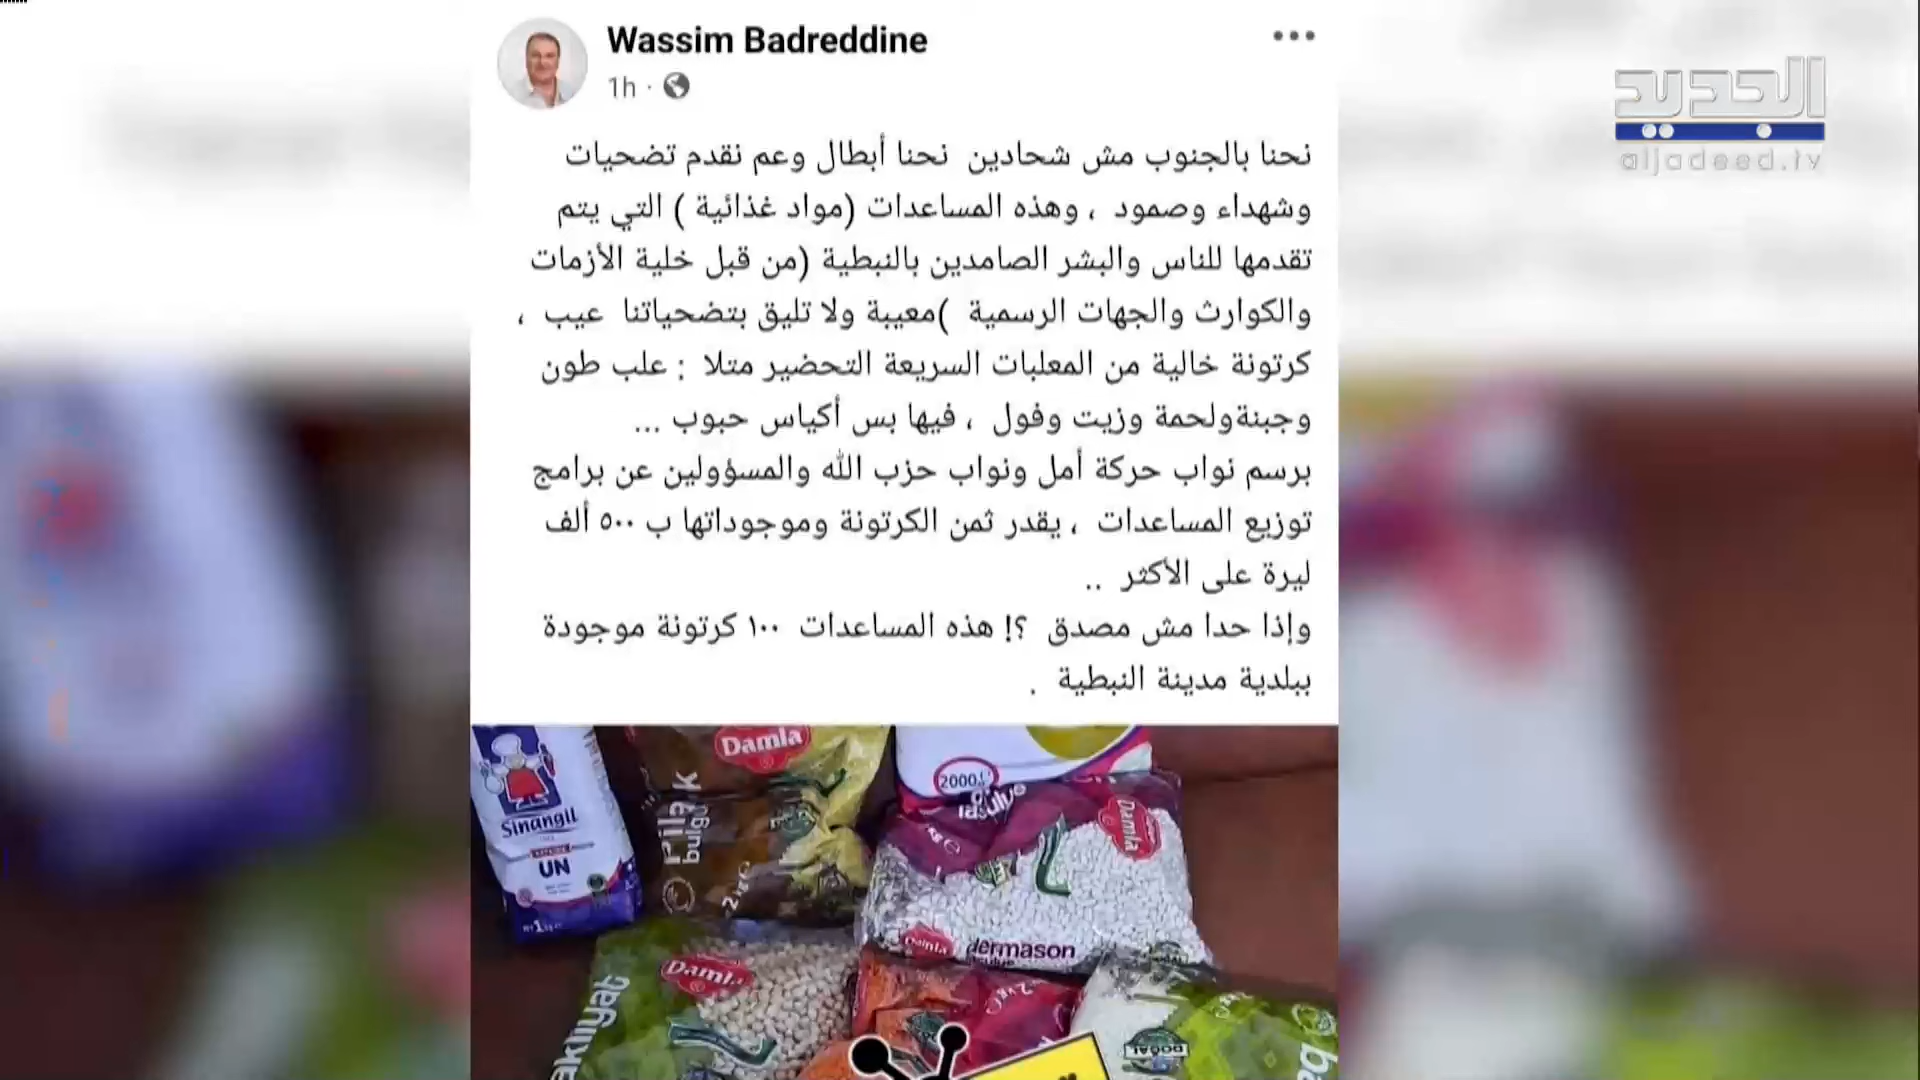 Wassim Badreddine
1h ·
الجديد
aljadeed.tv
نحنا بالجنوب مش شحادين نحنا أبطال وعم نقدم تضحيات
وشهداء وصمود ، وهذه المساعدات (مواد غذائية ) التي يتم
تقدمها للناس والبشر الصامدين بالنبطية (من قبل خلية الأزمات
والكوارث والجهات الرسمية )معيبة ولا تليق بتضحياتنا عيب ،
كرتونة خالية من المعلبات السريعة التحضير متلا : علب طون
وجبنةولحمة وزيت وفول ، فيها بس أكياس حبوب ...
برسم نواب حركة أمل ونواب حزب الله والمسؤولين عن برامج
توزيع المساعدات ، يقدر ثمن الكرتونة وموجوداتها ب ٥٠٠ ألف
ليرة على الأكثر ..
وإذا حدا مش مصدق ؟! هذه المساعدات ١٠٠ كرتونة موجودة
ببلدية مدينة النبطية .
Damla
2000
Sinangil
UN
Pilavlık
bulgur
Damla
Damla
dermason
Damla
bakliyat
DOĞAL